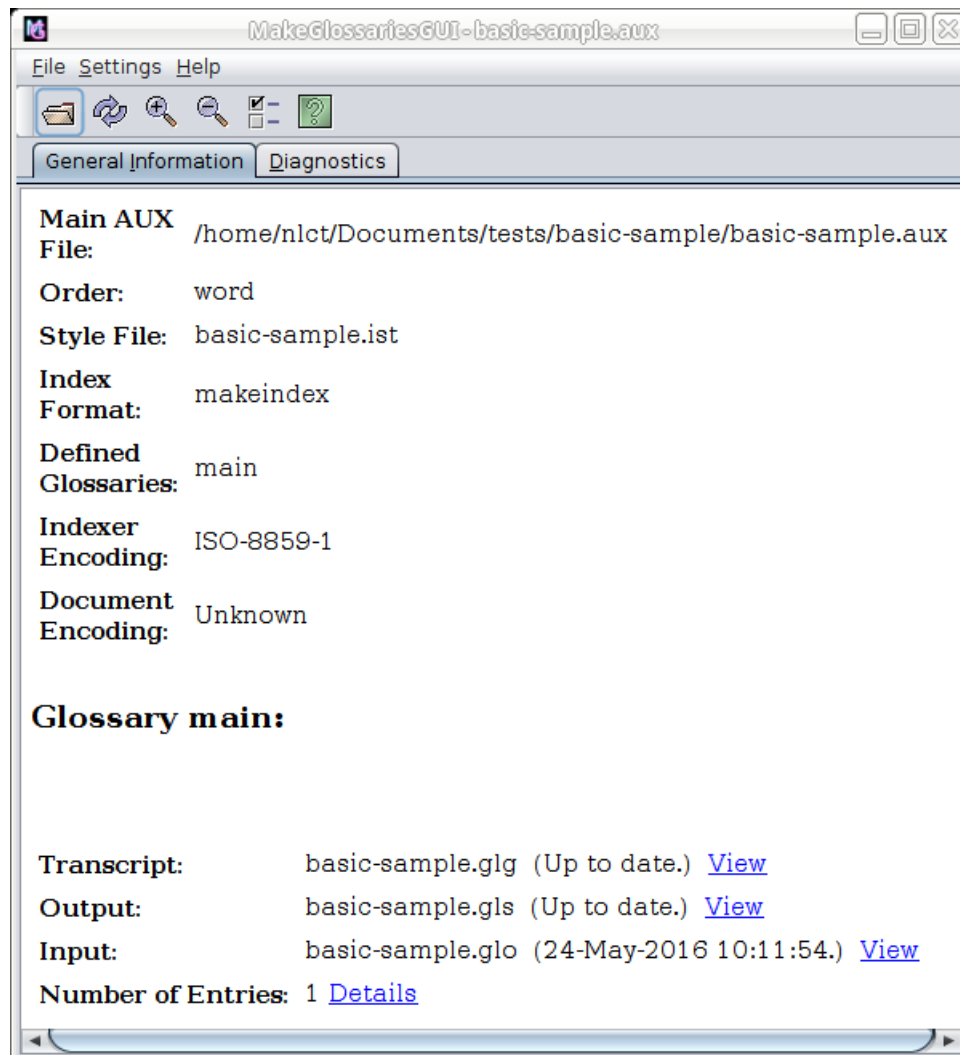 MakeGlossariesGUI - basic-sample.aux
File Settings Help
General Information Diagnostics
Main AUX
File:
/home/nlct/Documents/tests/basic-sample/basic-sample.aux
Order: word
Style File: basic-sample.ist
Index
Format:
makeindex
Defined
Glossaries:
main
Indexer
Encoding:
ISO-8859-1
Document
Encoding:
Unknown
Glossary main:
Transcript: basic-sample.glg (Up to date.) View
Output: basic-sample.gls (Up to date.) View
Input: basic-sample.glo (24-May-2016 10:11:54.) View
Number of Entries: 1 Details